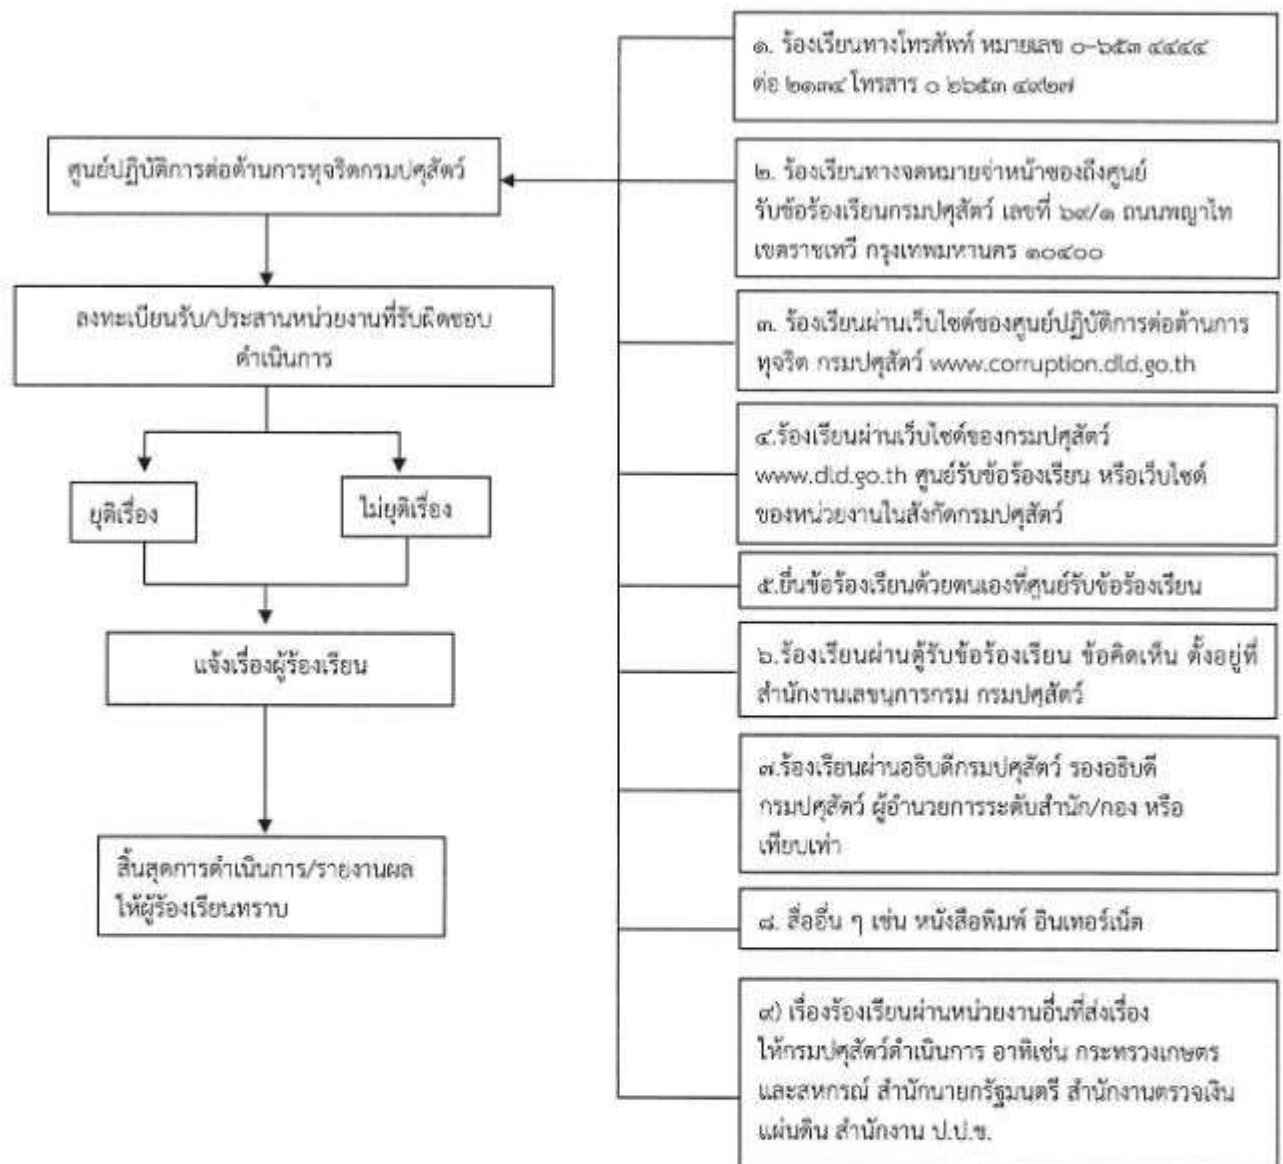 ศูนย์ปฏิบัติการต่อต้านการทุจริตกรมปศุสัตว์
ลงทะเบียนรับ/ประสานหน่วยงานที่รับผิดชอบ
ดำเนินการ
ยุติเรื่อง
ไม่ยุติเรื่อง
แจ้งเรื่องผู้ร้องเรียน
สิ้นสุดการดำเนินการ/รายงานผล
ให้ผู้ร้องเรียนทราบ
๑. ร้องเรียนทางโทรศัพท์ หมายเลข ๐-๖๕๓ ๔๔๔๔
ต่อ ๒๑๓๔ โทรสาร ๐ ๒๖๕๓ ๔๙๒๗
๒. ร้องเรียนทางจดหมายจ่าหน้าซองถึงศูนย์
รับข้อร้องเรียนกรมปศุสัตว์ เลขที่ ๖๙/๑ ถนนพญาไท
เขตราชเทวี กรุงเทพมหานคร ๑๐๔๐๐
๓. ร้องเรียนผ่านเว็บไซต์ของศูนย์ปฏิบัติการต่อต้านการ
ทุจริต กรมปศุสัตว์ www.corruption.dld.go.th
๔.ร้องเรียนผ่านเว็บไซต์ของกรมปศุสัตว์
www.dld.go.th ศูนย์รับข้อร้องเรียน หรือเว็บไซต์
ของหน่วยงานในสังกัดกรมปศุสัตว์
๕.ยื่นข้อร้องเรียนด้วยตนเองที่ศูนย์รับข้อร้องเรียน
๖.ร้องเรียนผ่านตู้รับข้อร้องเรียน ข้อคิดเห็น ตั้งอยู่ที่
สำนักงานเลขนุการกรม กรมปศุสัตว์
๗.ร้องเรียนผ่านอธิบดีกรมปศุสัตว์ รองอธิบดี
กรมปศุสัตว์ ผู้อำนวยการระดับสำนัก/กอง หรือ
เทียบเท่า
๘. สื่ออื่น ๆ เช่น หนังสือพิมพ์ อินเทอร์เน็ต
๙) เรื่องร้องเรียนผ่านหน่วยงานอื่นที่ส่งเรื่อง
ให้กรมปศุสัตว์ดำเนินการ อาทิเช่น กระทรวงเกษตร
และสหกรณ์ สำนักนายกรัฐมนตรี สำนักงานตรวจเงิน
แผ่นดิน สำนักงาน ป.ป.ช.